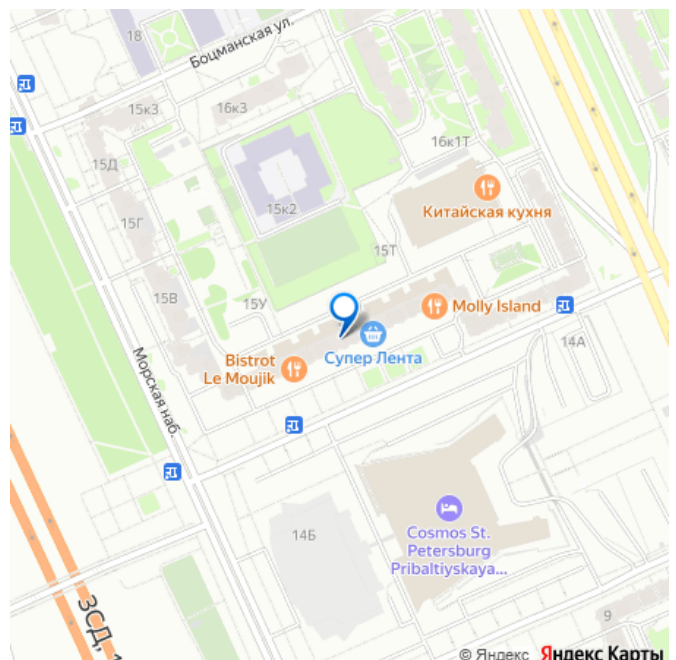 18
Боцманская ул.
15к3
16к3
16к1Т
15Д
15к2
Китайская кухня
15Г
15Т
15В
15У
Molly Island
Супер Лента
14А
Bistrot
Le Moujik
Морская наб.
14Б
Cosmos St.
Petersburg
Pribaltiyskaya...
ЗСД,
9
© Яндекс Яндекс Карты